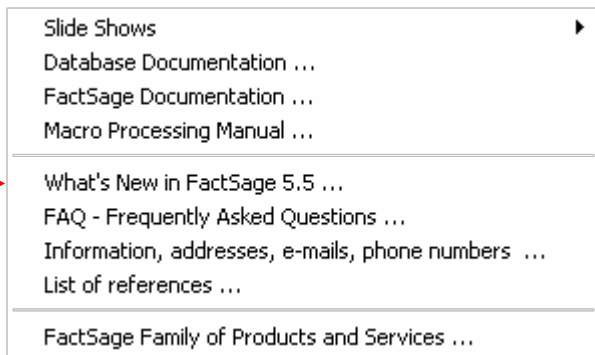 Slide Shows
Database Documentation ...
FactSage Documentation ...
Macro Processing Manual ...
What's New in FactSage 5.5 ...
FAQ - Frequently Asked Questions ...
Information, addresses, e-mails, phone numbers ...
List of references ...
FactSage Family of Products and Services ...